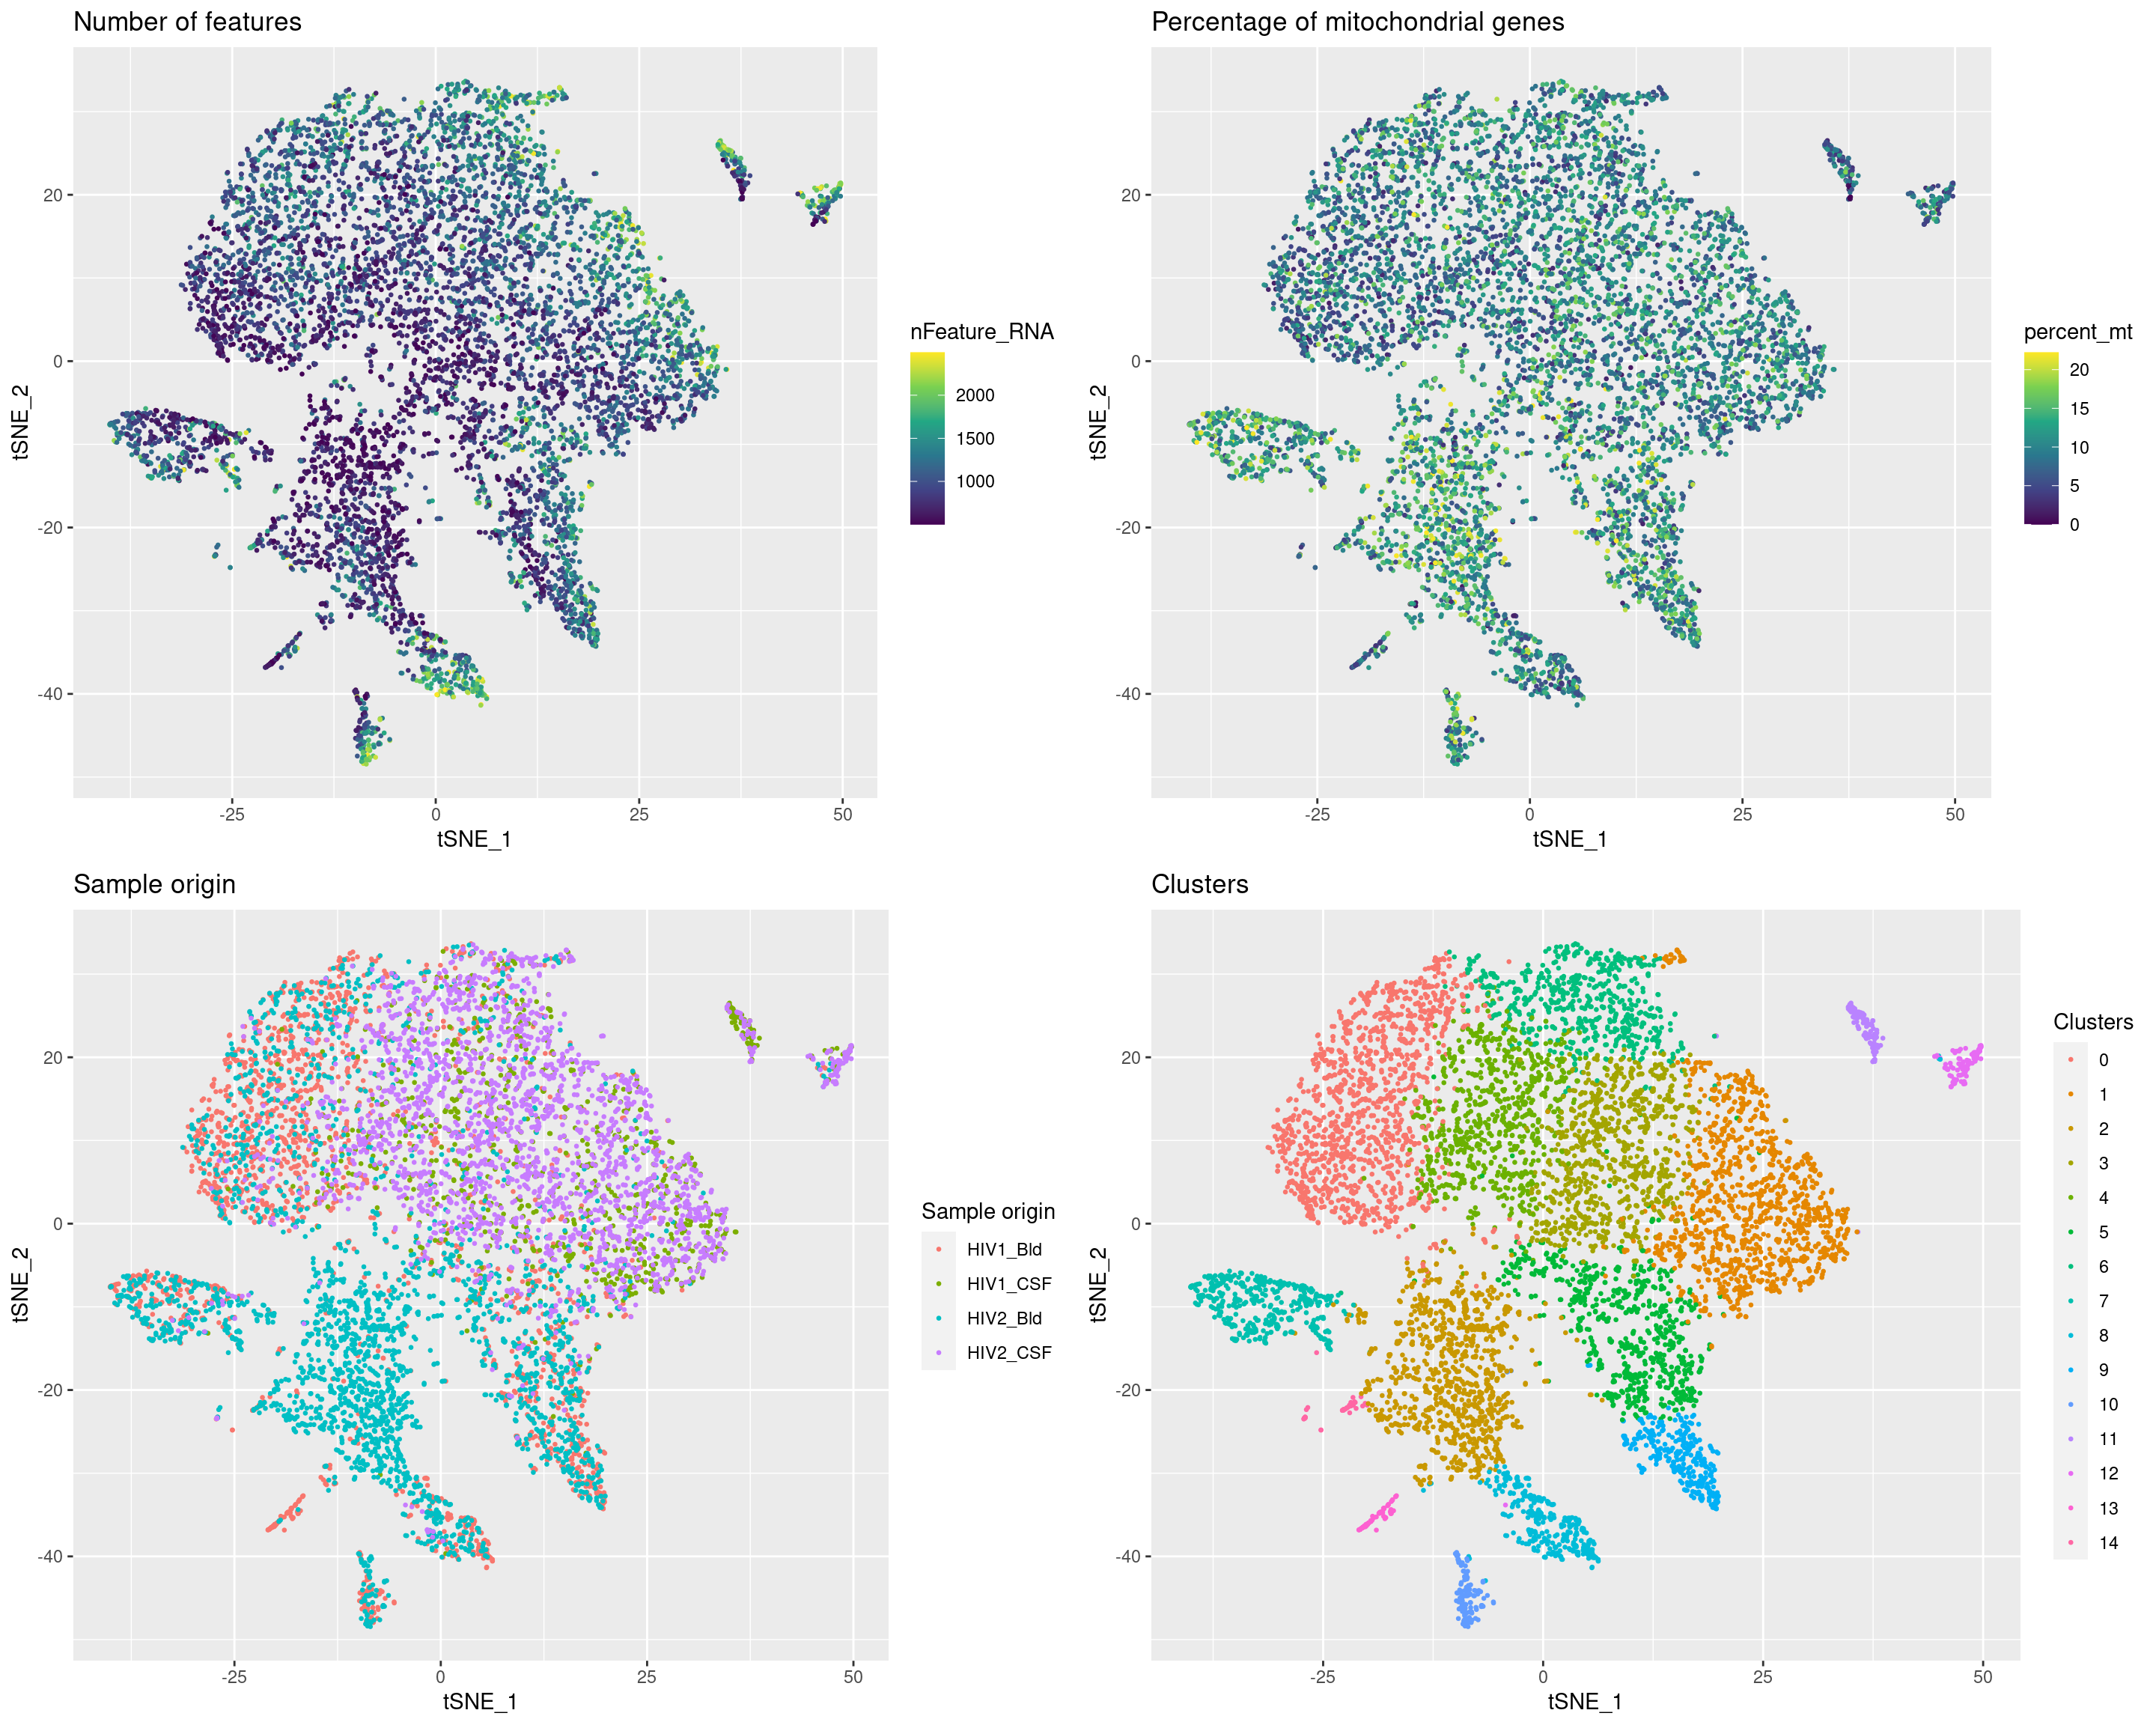 Number of features
20
0
-20
-40
tSNE_2
-25
0
25
50
tSNE_1
nFeature_RNA
2000
1500
1000
Percentage of mitochondrial genes
20
0
-20
-40
tSNE_2
-25
0
25
50
tSNE_1
percent_mt
20
15
10
5
0
Sample origin
20
0
-20
-40
tSNE_2
-25
0
25
50
tSNE_1
Sample origin
HIV1_Bld
HIV1_CSF
HIV2_Bld
HIV2_CSF
Clusters
20
0
-20
-40
tSNE_2
-25
0
25
50
tSNE_1
Clusters
0
1
2
3
4
5
6
7
8
9
10
11
12
13
14